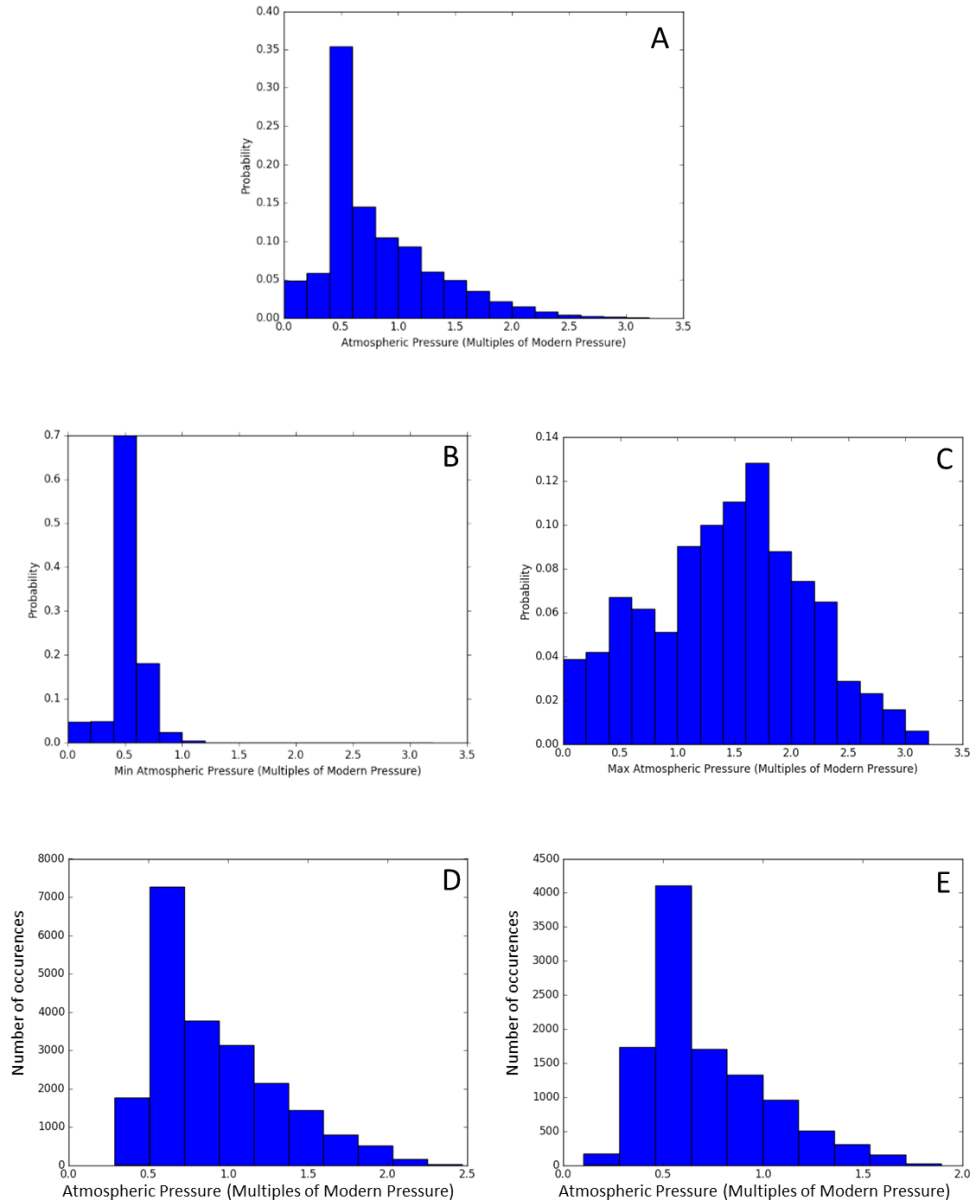 A
0.40
0.35
0.30
0.25
0.20
0.15
0.10
0.05
0.00
Probability
0.0 0.5 1.0 1.5 2.0 2.5 3.0 3.5
Atmospheric Pressure (Multiples of Modern Pressure)
B
0.7
0.6
0.5
0.4
0.3
0.2
0.1
0.0
Probability
0.0 0.5 1.0 1.5 2.0 2.5 3.0 3.5
Min Atmospheric Pressure (Multiples of Modern Pressure)
C
0.14
0.12
0.10
0.08
0.06
0.04
0.02
0.00
Probability
0.0 0.5 1.0 1.5 2.0 2.5 3.0 3.5
Max Atmospheric Pressure (Multiples of Modern Pressure)
D
8000
7000
6000
5000
4000
3000
2000
1000
0
Number of occurences
0.0 0.5 1.0 1.5 2.0 2.5
Atmospheric Pressure (Multiples of Modern Pressure)
E
4500
4000
3500
3000
2500
2000
1500
1000
500
0
Number of occurences
0.0 0.5 1.0 1.5 2.0
Atmospheric Pressure (Multiples of Modern Pressure)